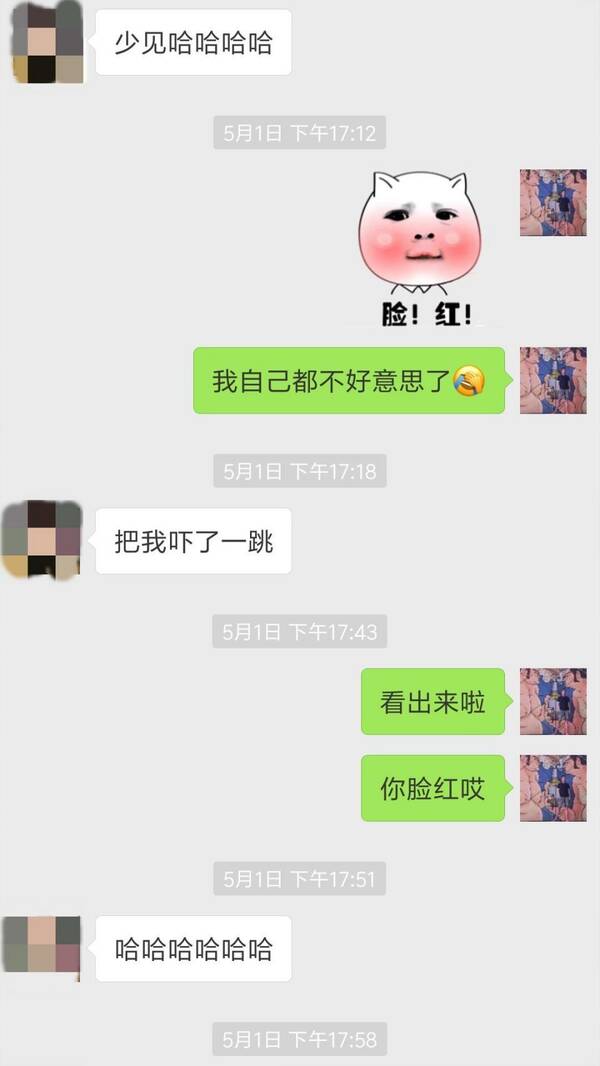 少见哈哈哈哈
5月1日 下午17:12
脸！红！
我自己都不好意思了🤦
5月1日 下午17:18
把我吓了一跳
5月1日 下午17:43
看出来啦
你脸红哎
5月1日 下午17:51
哈哈哈哈哈哈
5月1日 下午17:58